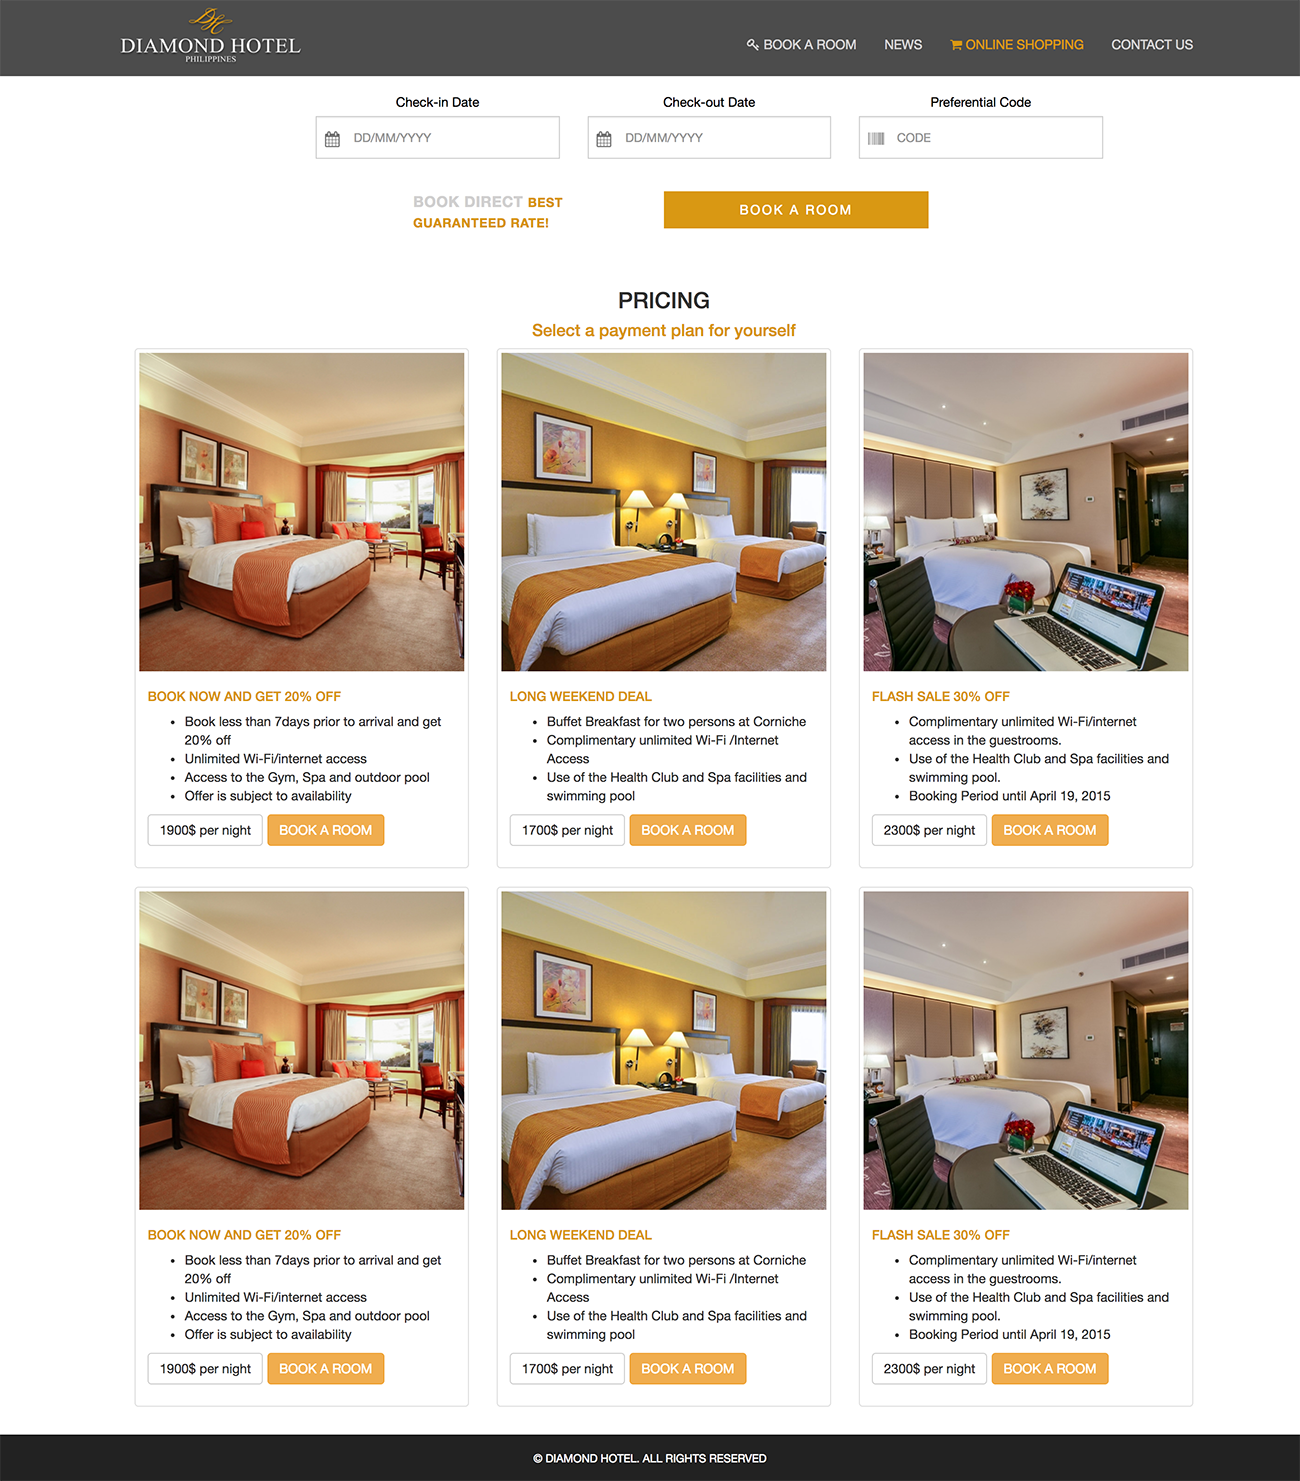 DIAMOND HOTEL
PHILIPPINES
BOOK A ROOM NEWS ONLINE SHOPPING CONTACT US
Check-in Date Check-out Date Preferential Code
DD/MM/YYYY DD/MM/YYYY CODE
BOOK DIRECT BEST
GUARANTEED RATE!
BOOK A ROOM
PRICING
Select a payment plan for yourself
BOOK NOW AND GET 20% OFF
• Book less than 7days prior to arrival and get
20% off
• Unlimited Wi-Fi/internet access
• Access to the Gym, Spa and outdoor pool
• Offer is subject to availability
1900$ per night BOOK A ROOM
LONG WEEKEND DEAL
• Buffet Breakfast for two persons at Corniche
• Complimentary unlimited Wi-Fi /Internet
Access
• Use of the Health Club and Spa facilities and
swimming pool
1700$ per night BOOK A ROOM
FLASH SALE 30% OFF
• Complimentary unlimited Wi-Fi/internet
access in the guestrooms.
• Use of the Health Club and Spa facilities and
swimming pool.
• Booking Period until April 19, 2015
2300$ per night BOOK A ROOM
BOOK NOW AND GET 20% OFF
• Book less than 7days prior to arrival and get
20% off
• Unlimited Wi-Fi/internet access
• Access to the Gym, Spa and outdoor pool
• Offer is subject to availability
1900$ per night BOOK A ROOM
LONG WEEKEND DEAL
• Buffet Breakfast for two persons at Corniche
• Complimentary unlimited Wi-Fi /Internet
Access
• Use of the Health Club and Spa facilities and
swimming pool
1700$ per night BOOK A ROOM
FLASH SALE 30% OFF
• Complimentary unlimited Wi-Fi/internet
access in the guestrooms.
• Use of the Health Club and Spa facilities and
swimming pool.
• Booking Period until April 19, 2015
2300$ per night BOOK A ROOM
© DIAMOND HOTEL. ALL RIGHTS RESERVED